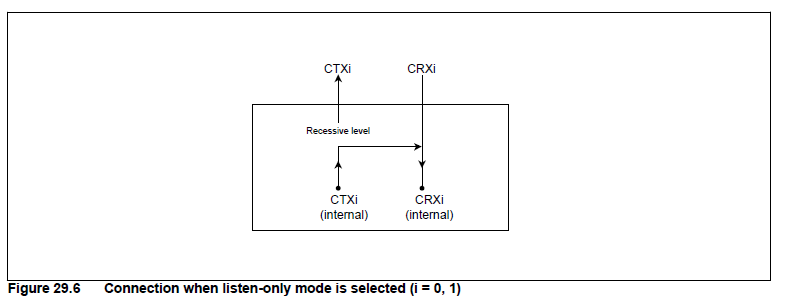 CTXi CRXi
Recessive level
CTXi CRXi
(internal) (internal)
Figure 29.6 Connection when listen-only mode is selected (i = 0, 1)